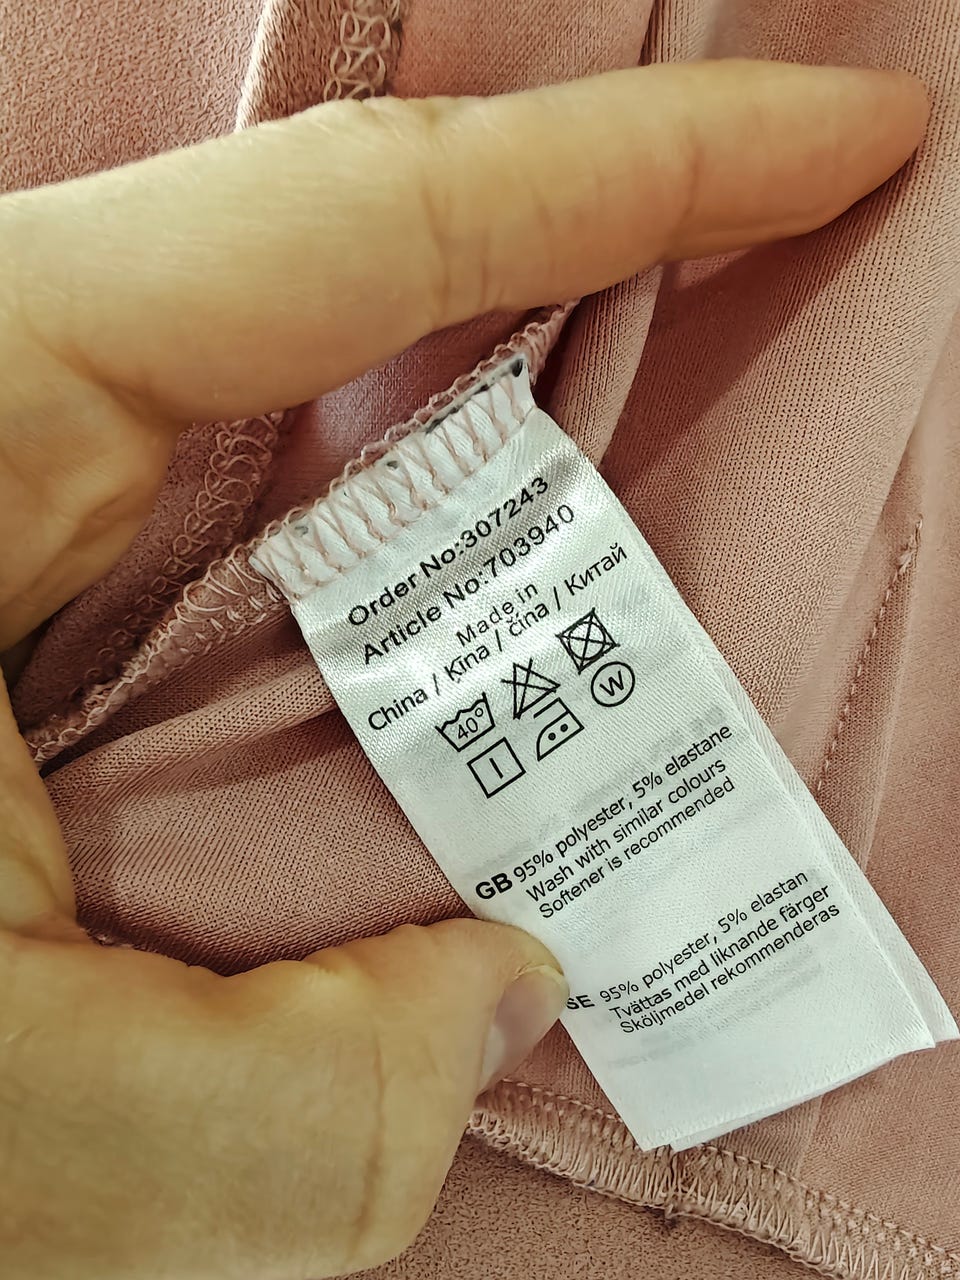 Order No:307243
Article No:703940
Made in
China / Kina / čína / Китай
40°
W
GB 95% polyester, 5% elastane
Wash with similar colours
Softener is recommended
SE 95% polyester, 5% elastan
Tvättas med liknande färger
Sköljmedel rekommenderas